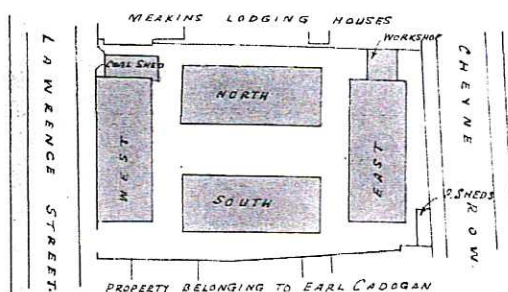 MEAKINS LODGING HOUSES
LAWRENCE STREET.
COAL SHED
WORKSHOP
CHEYNE ROW.
NORTH
WEST
EAST
SOUTH
D. SHEDS
PROPERTY BELONGING TO EARL CADOGAN